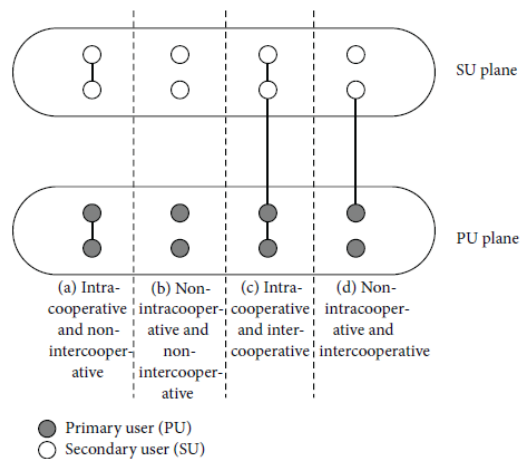 SU plane
PU plane
(a) Intra-
cooperative
and non-
intercooper-
ative
(b) Non-
intracooper-
ative and
non-
intercooper-
ative
(c) Intra-
cooperative
and inter-
cooperative)
(d) Non-
intracooper-
ative and
intercooperative)
Primary user (PU)
Secondary user (SU)